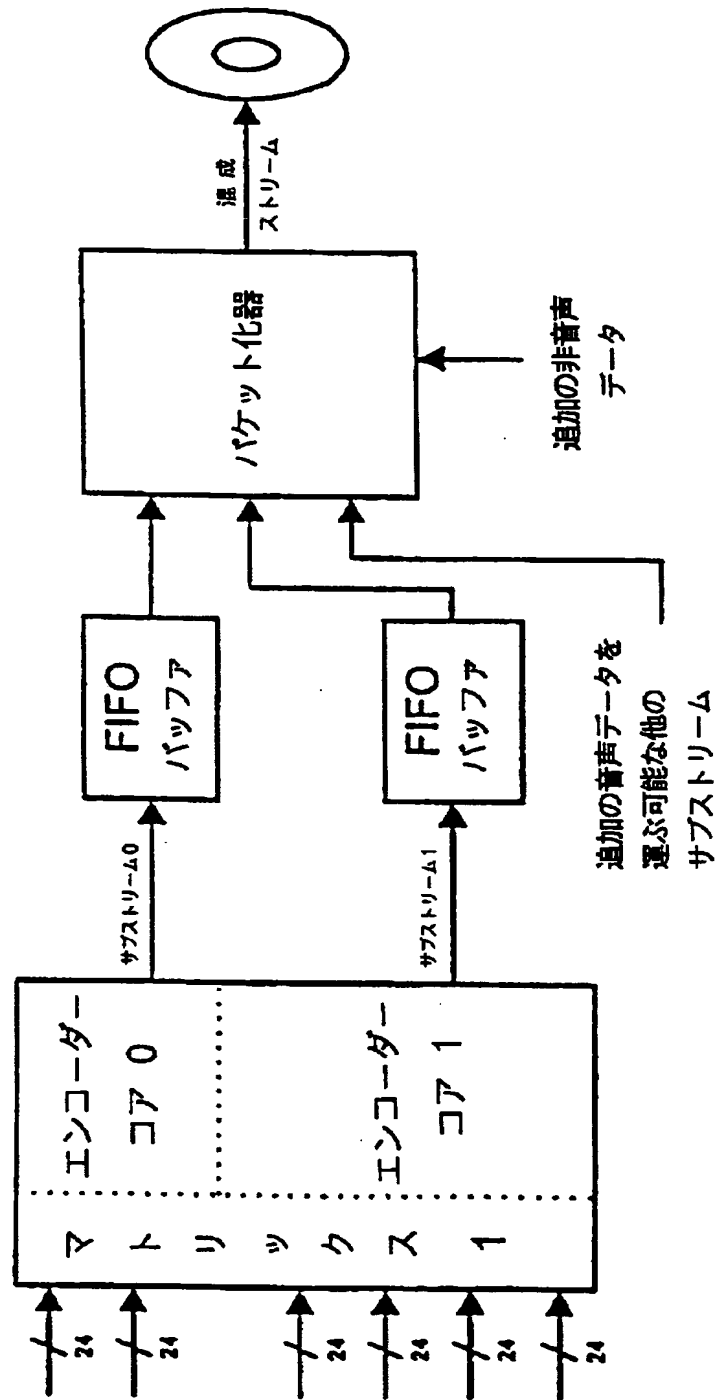 24
24
24
24
24
24
マトリックス1
エンコーダー
コア 0
エンコーダー
コア 1
サブストリーム0
サブストリーム1
FIFO
バッファ
FIFO
バッファ
追加の音声データを
運ぶ可能な他の
サブストリーム
パケット化器
追加の非音声
データ
混成
ストリーム